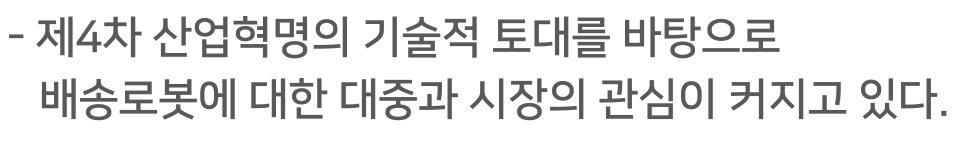 - 제4차 산업혁명의 기술적 토대를 바탕으로
배송로봇에 대한 대중과 시장의 관심이 커지고 있다.